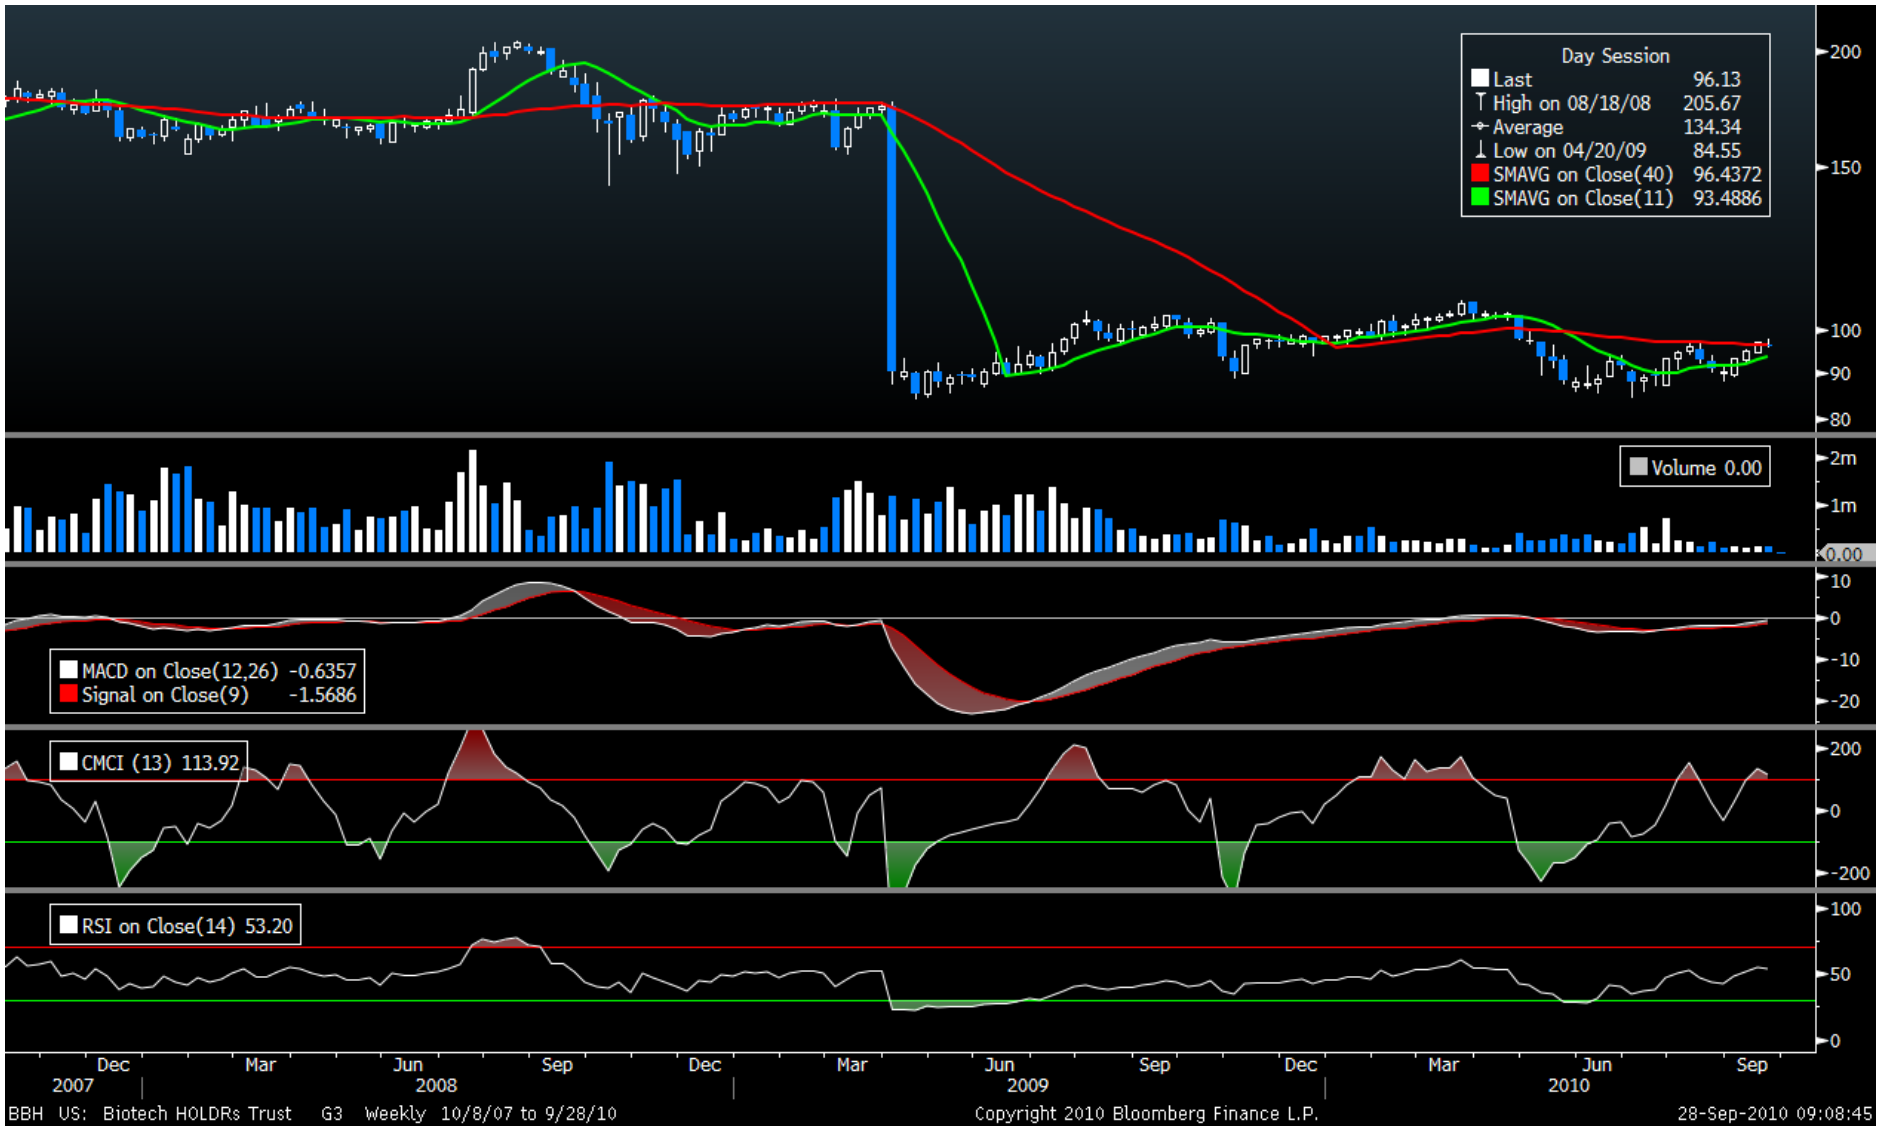 Day Session
Last 96.13
High on 08/18/08 205.67
Average 134.34
Low on 04/20/09 84.55
SMAVG on Close(40) 96.4372
SMAVG on Close(11) 93.4886
200
150
100
90
80
Volume 0.00
2m
1m
0.00
10
0
-10
-20
MACD on Close(12,26) -0.6357
Signal on Close(9) -1.5686
CMCI (13) 113.92
200
0
-200
RSI on Close(14) 53.20
100
50
0
Dec Mar Jun Sep Dec Mar Jun Sep Dec Mar Jun Sep
2007 2008 2009 2010
BBH US: Biotech HOLDRs Trust G3 Weekly 10/8/07 to 9/28/10 Copyright 2010 Bloomberg Finance L.P. 28-Sep-2010 09:08:45